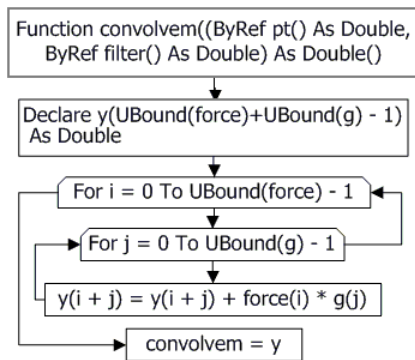 Function convolvem((ByRef pt() As Double,
ByRef filter() As Double) As Double()
Declare y(UBound(force)+UBound(g) - 1)
As Double
For i = 0 To UBound(force) - 1
For j = 0 To UBound(g) - 1
y(i + j) = y(i + j) + force(i) * g(j)
convolvem = y